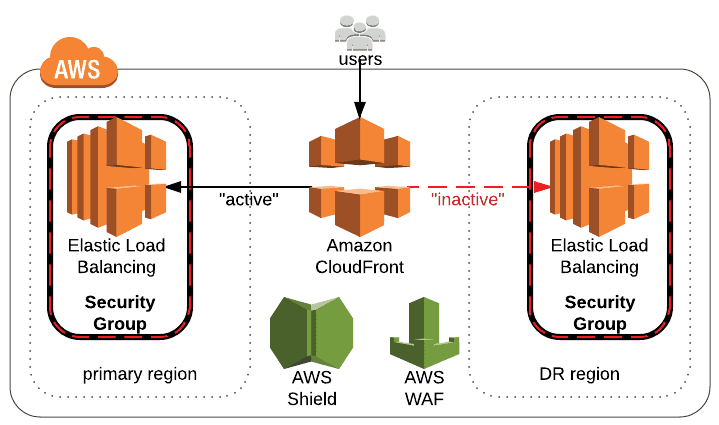 users
AWS
"active"
"inactive"
Elastic Load
Balancing
Security
Group
primary region
Amazon
CloudFront
AWS
Shield
AWS
WAF
Elastic Load
Balancing
Security
Group
DR region